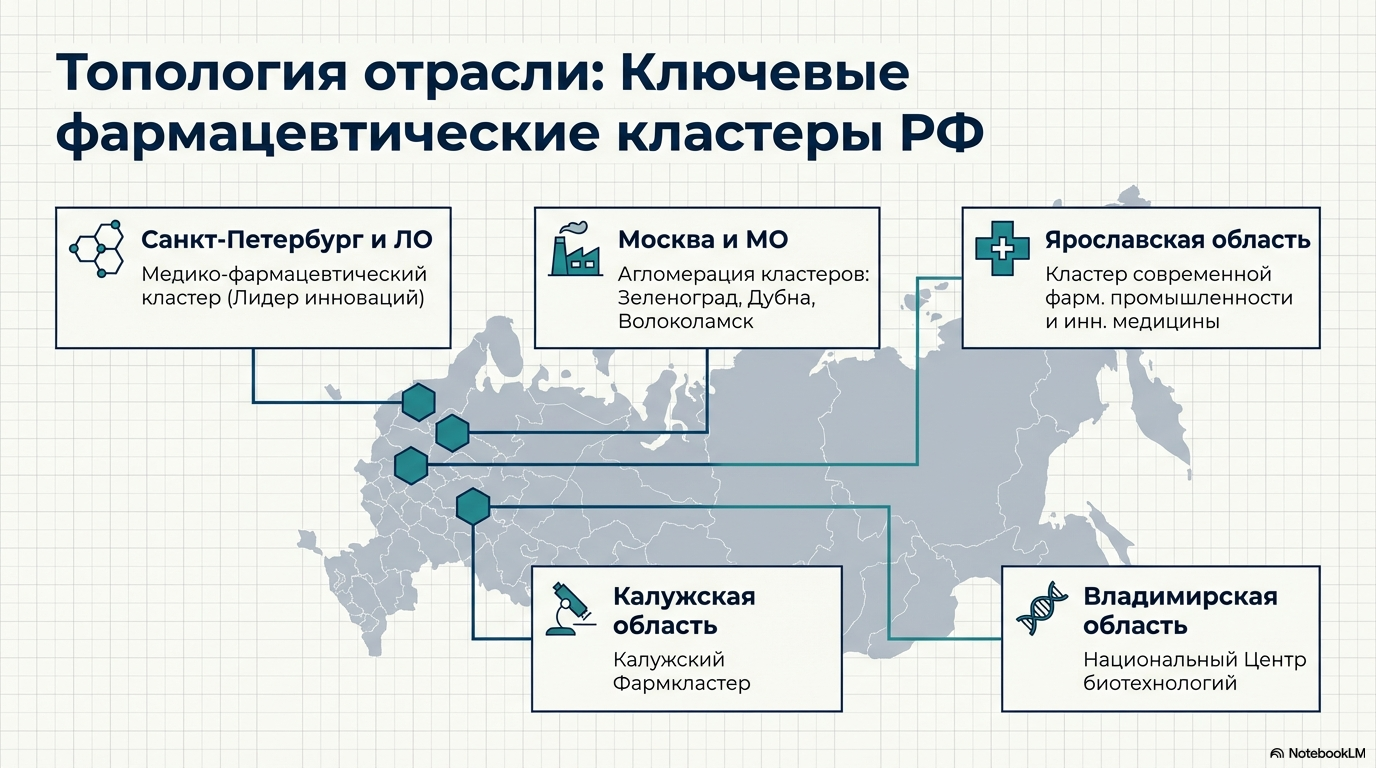 Топология отрасли: Ключевые
фармацевтические кластеры РФ
Санкт-Петербург и ЛО
Медико-фармацевтический
кластер (Лидер инноваций)
Москва и МО
Агломерация кластеров:
Зеленоград, Дубна,
Волоколамск
Ярославская область
Кластер современной
фарм. промышленности
и инн. медицины
Калужская
область
Калужский
Фармкластер
Владимирская
область
Национальный Центр
биотехнологий
NotebookLM